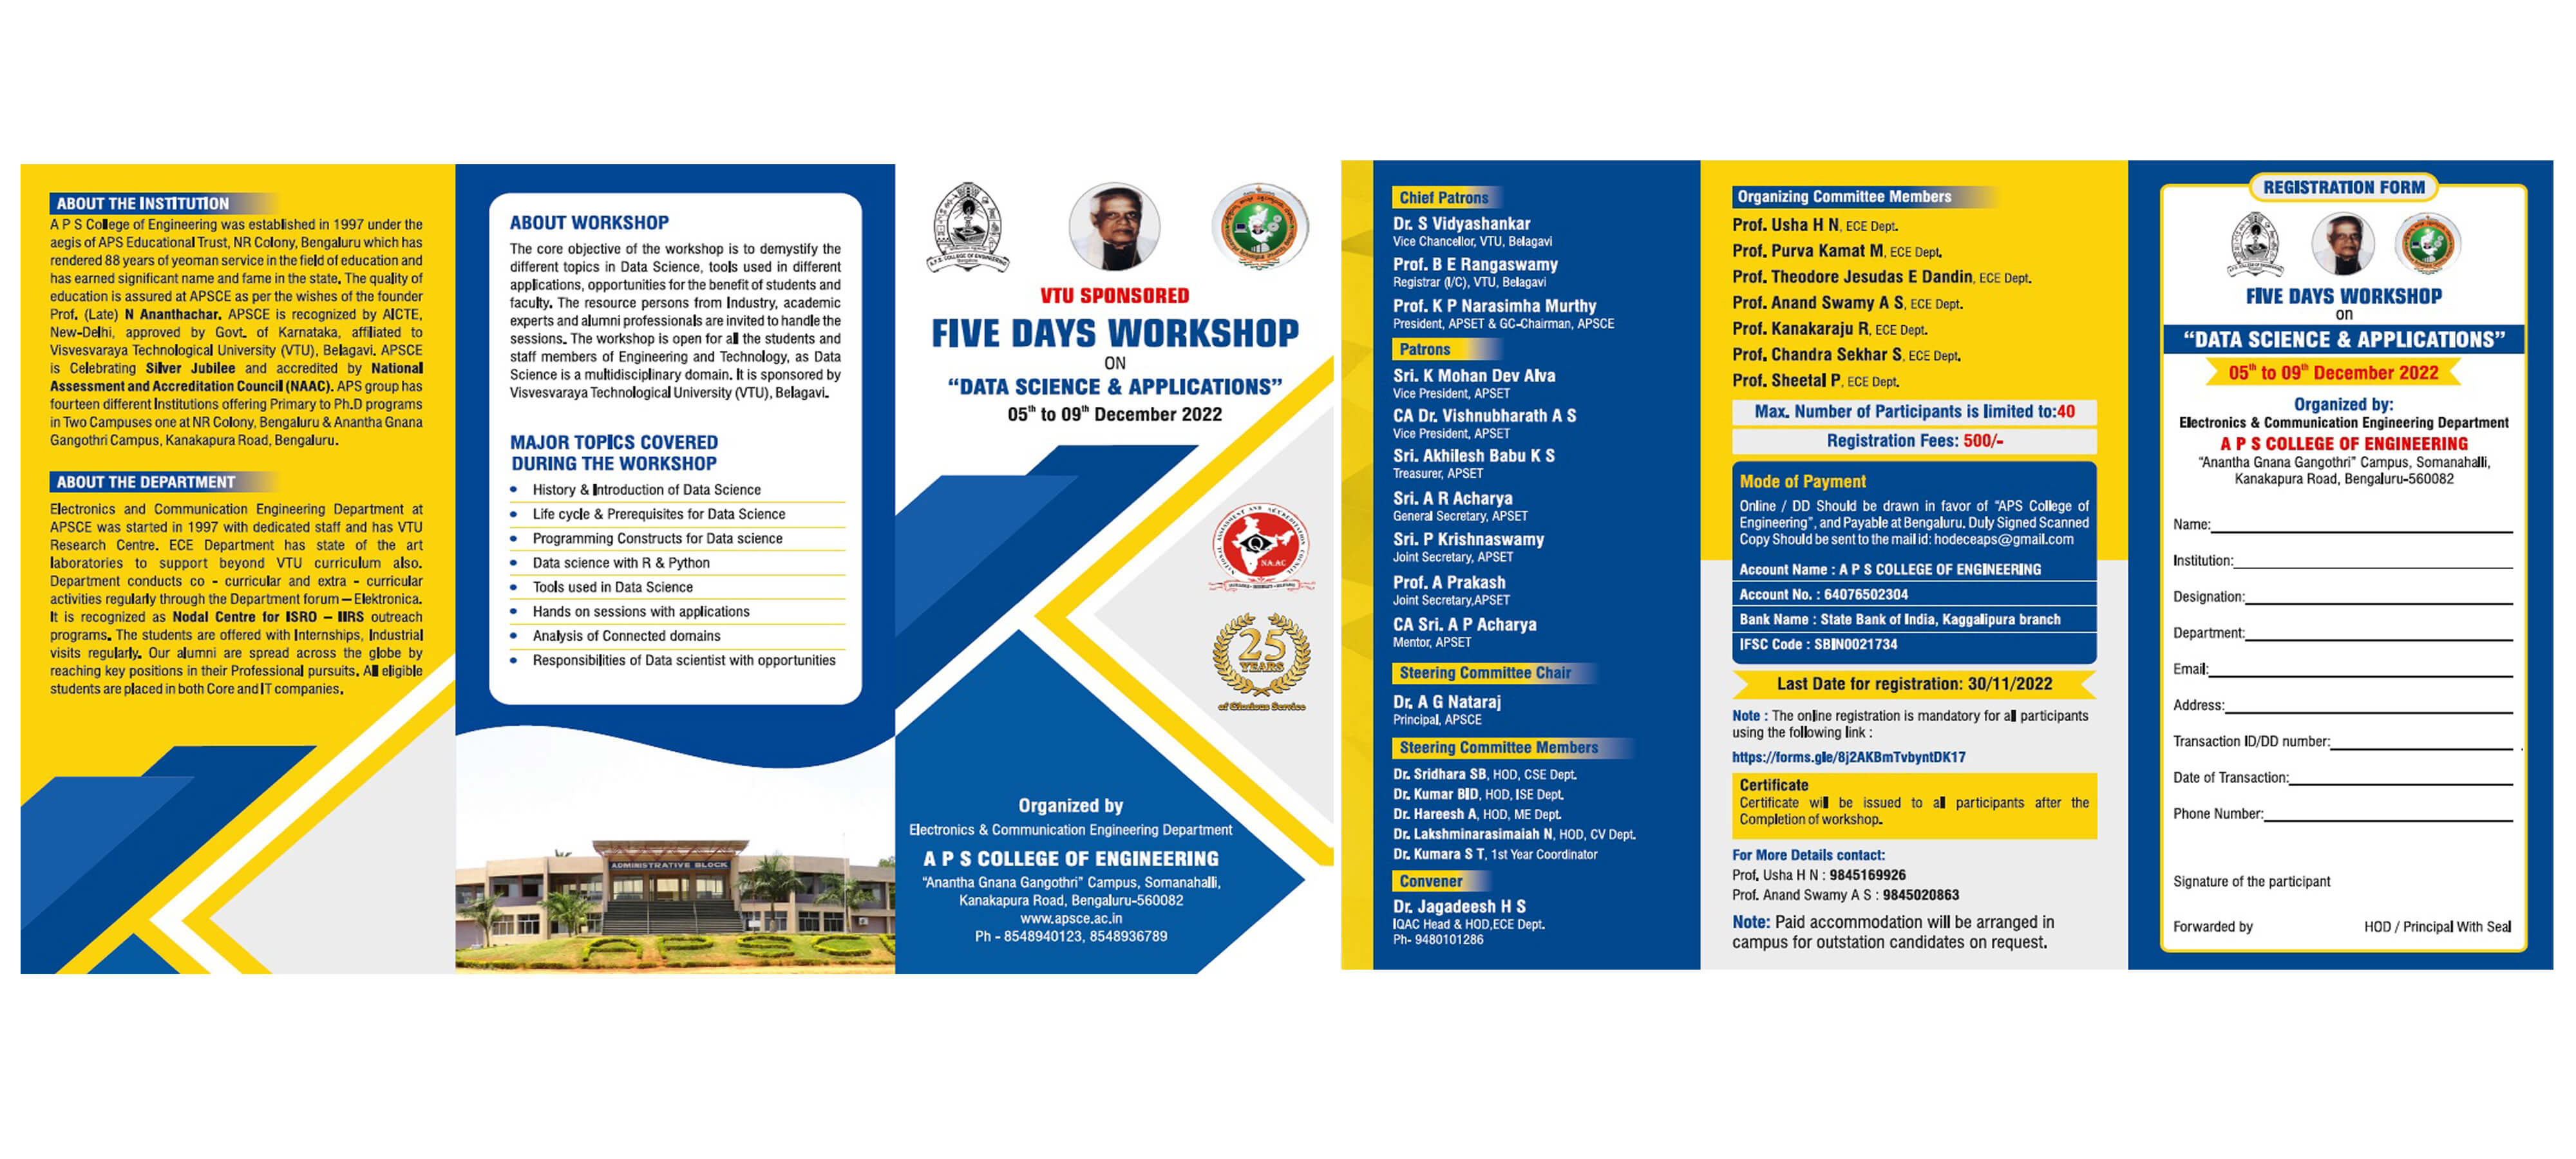 ABOUT THE INSTITUTION
A P S College of Engineering was established in 1997 under the
aegis of APS Educational Trust, NR Colony, Bengaluru which has
rendered 88 years of yeoman service in the field of education and
has earned significant name and fame in the state. The quality of
education is assured at APSCE as per the wishes of the founder
Prof. (Late) N Ananthachar. APSCE is recognized by AICTE,
New-Delhi, approved by Govt. of Karnataka, affiliated to
Visvesvaraya Technological University (VTU), Belagavi. APSCE
is Celebrating Silver Jubilee and accredited by National
Assessment and Accreditation Council (NAAC). APS group has
fourteen different Institutions offering Primary to Ph.D programs
in Two Campuses one at NR Colony, Bengaluru & Anantha Gnana
Gangothri Campus, Kanakapura Road, Bengaluru.
ABOUT THE DEPARTMENT
Electronics and Communication Engineering Department at
APSCE was started in 1997 with dedicated staff and has VTU
Research Centre. ECE Department has state of the art
laboratories to support beyond VTU curriculum also.
Department conducts co - curricular and extra - curricular
activities regularly through the Department forum – Elektronica.
It is recognized as Nodal Centre for ISRO – IIRS outreach
programs. The students are offered with Internships, Industrial
visits regularly. Our alumni are spread across the globe by
reaching key positions in their Professional pursuits. All eligible
students are placed in both Core and IT companies.
ABOUT WORKSHOP
The core objective of the workshop is to demystify the
different topics in Data Science, tools used in different
applications, opportunities for the benefit of students and
faculty. The resource persons from Industry, academic
experts and alumni professionals are invited to handle the
sessions. The workshop is open for all the students and
staff members of Engineering and Technology, as Data
Science is a multidisciplinary domain. It is sponsored by
Visvesvaraya Technological University (VTU), Belagavi.
MAJOR TOPICS COVERED
DURING THE WORKSHOP
• History & Introduction of Data Science
• Life cycle & Prerequisites for Data Science
• Programming Constructs for Data science
• Data science with R & Python
• Tools used in Data Science
• Hands on sessions with applications
• Analysis of Connected domains
• Responsibilities of Data scientist with opportunities
ADMINISTRATIVE BLOCK
APSC
A.P.S. COLLEGE OF ENGINEERING
VTU SPONSORED
FIVE DAYS WORKSHOP
ON
“DATA SCIENCE & APPLICATIONS”
05th to 09th December 2022
NATIONAL ASSESSMENT AND ACCREDITATION COUNCIL
NAAC
25
YEARS
of Glorious Service
Organized by
Electronics & Communication Engineering Department
A P S COLLEGE OF ENGINEERING
“Anantha Gnana Gangothri” Campus, Somanahalli,
Kanakapura Road, Bengaluru-560082
www.apsce.ac.in
Ph - 8548940123, 8548936789
Chief Patrons
Dr. S Vidyashankar
Vice Chancellor, VTU, Belagavi
Prof. B E Rangaswamy
Registrar (I/C), VTU, Belagavi
Prof. K P Narasimha Murthy
President, APSET & GC-Chairman, APSCE
Patrons
Sri. K Mohan Dev Alva
Vice President, APSET
CA Dr. Vishnubharath A S
Vice President, APSET
Sri. Akhilesh Babu K S
Treasurer, APSET
Sri. A R Acharya
General Secretary, APSET
Sri. P Krishnaswamy
Joint Secretary, APSET
Prof. A Prakash
Joint Secretary,APSET
CA Sri. A P Acharya
Mentor, APSET
Steering Committee Chair
Dr. A G Nataraj
Principal, APSCE
Steering Committee Members
Dr. Sridhara SB, HOD, CSE Dept.
Dr. Kumar BID, HOD, ISE Dept.
Dr. Hareesh A, HOD, ME Dept.
Dr. Lakshminarasimaiah N, HOD, CV Dept.
Dr. Kumara S T, 1st Year Coordinator
Convener
Dr. Jagadeesh H S
IQAC Head & HOD,ECE Dept.
Ph- 9480101286
Organizing Committee Members
Prof. Usha H N, ECE Dept.
Prof. Purva Kamat M, ECE Dept.
Prof. Theodore Jesudas E Dandin, ECE Dept.
Prof. Anand Swamy A S, ECE Dept.
Prof. Kanakaraju R, ECE Dept.
Prof. Chandra Sekhar S, ECE Dept.
Prof. Sheetal P, ECE Dept.
Max. Number of Participants is limited to:40
Registration Fees: 500/-
Mode of Payment
Online / DD Should be drawn in favor of “APS College of
Engineering”, and Payable at Bengaluru. Duly Signed Scanned
Copy Should be sent to the mail id: hodeceaps@gmail.com
Account Name : A P S COLLEGE OF ENGINEERING
Account No. : 64076502304
Bank Name : State Bank of India, Kaggalipura branch
IFSC Code : SBIN0021734
Last Date for registration: 30/11/2022
Note : The online registration is mandatory for all participants
using the following link :
https://forms.gle/8j2AKBmTvbyntDK17
Certificate
Certificate will be issued to all participants after the
Completion of workshop.
For More Details contact:
Prof. Usha H N : 9845169926
Prof. Anand Swamy A S : 9845020863
Note: Paid accommodation will be arranged in
campus for outstation candidates on request.
REGISTRATION FORM
FIVE DAYS WORKSHOP
on
“DATA SCIENCE & APPLICATIONS”
05th to 09th December 2022
Organized by:
Electronics & Communication Engineering Department
A P S COLLEGE OF ENGINEERING
“Anantha Gnana Gangothri” Campus, Somanahalli,
Kanakapura Road, Bengaluru-560082
Name:
Institution:
Designation:
Department:
Email:
Address:
Transaction ID/DD number:
Date of Transaction:
Phone Number:
Signature of the participant
Forwarded by HOD / Principal With Seal